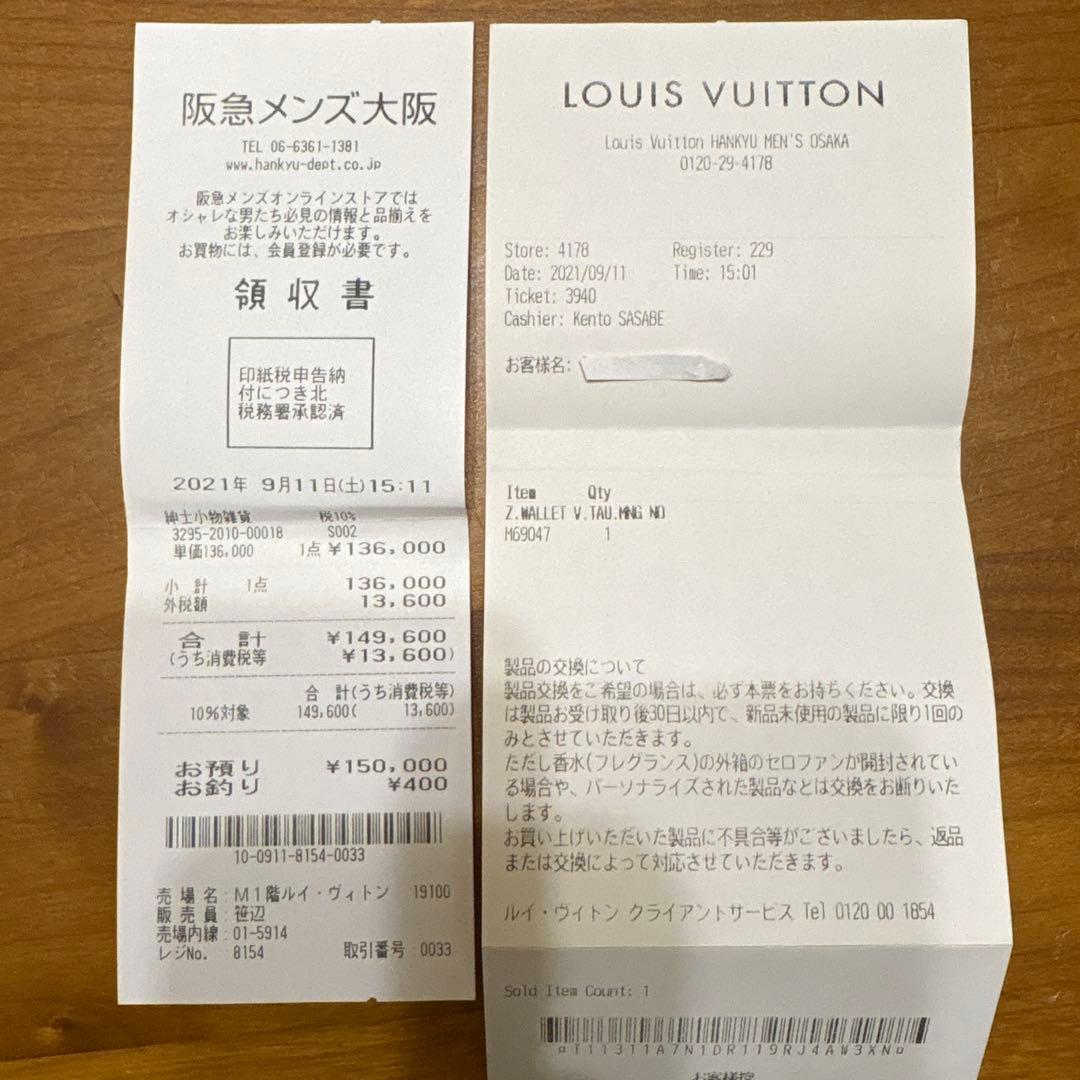 阪急メンズ大阪
TEL 06-6361-1381
www.hankyu-dept.co.jp
阪急メンズオンラインストアでは
オシャレな男たち必見の情報と品揃えを
お楽しみいただけます。
お買物には、会員登録が必要です。
領収書
印紙税申告納
付につき北
税務署承認済
2021年 9月11日(土)15:11
紳士小物雑貨 税10%
3295-2010-00018 S002
単価136,000 1点 ¥136,000
小 計 1点 136,000
外税額 13,600
合 計 ¥149,600
(うち消費税等 ¥13,600)
合 計(うち消費税等)
10%対象 149,600( 13,600)
お預り ¥150,000
お釣り ¥400
10-0911-8154-0033
売 場 名:M1階ルイ・ヴィトン 19100
販 売 員:笹辺
売場内線:01-5914
レジNo. 8154 取引番号:0033
LOUIS VUITTON
Louis Vuitton HANKYU MEN'S OSAKA
0120-29-4178
Store: 4178 Register: 229
Date: 2021/09/11 Time: 15:01
Ticket: 3940
Cashier: Kento SASABE
お客様名:
Item Qty
Z.WALLET V.TAU.MNG NO
M69047 1
製品の交換について
製品交換をご希望の場合は、必ず本票をお持ちください。交換
は製品お受け取り後30日以内で、新品未使用の製品に限り1回の
みとさせていただきます。
ただし香水(フレグランス)の外箱のセロファンが開封されてい
る場合や、パーソナライズされた製品などは交換をお断りいた
します。
お買い上げいただいた製品に不具合等がございましたら、返品
または交換によって対応させていただきます。
ルイ・ヴィトン クライアントサービス Tel 0120 00 1854
Sold Item Count: 1
¤T11311A7N1DR119RJ4AW3XN¤
お客様控